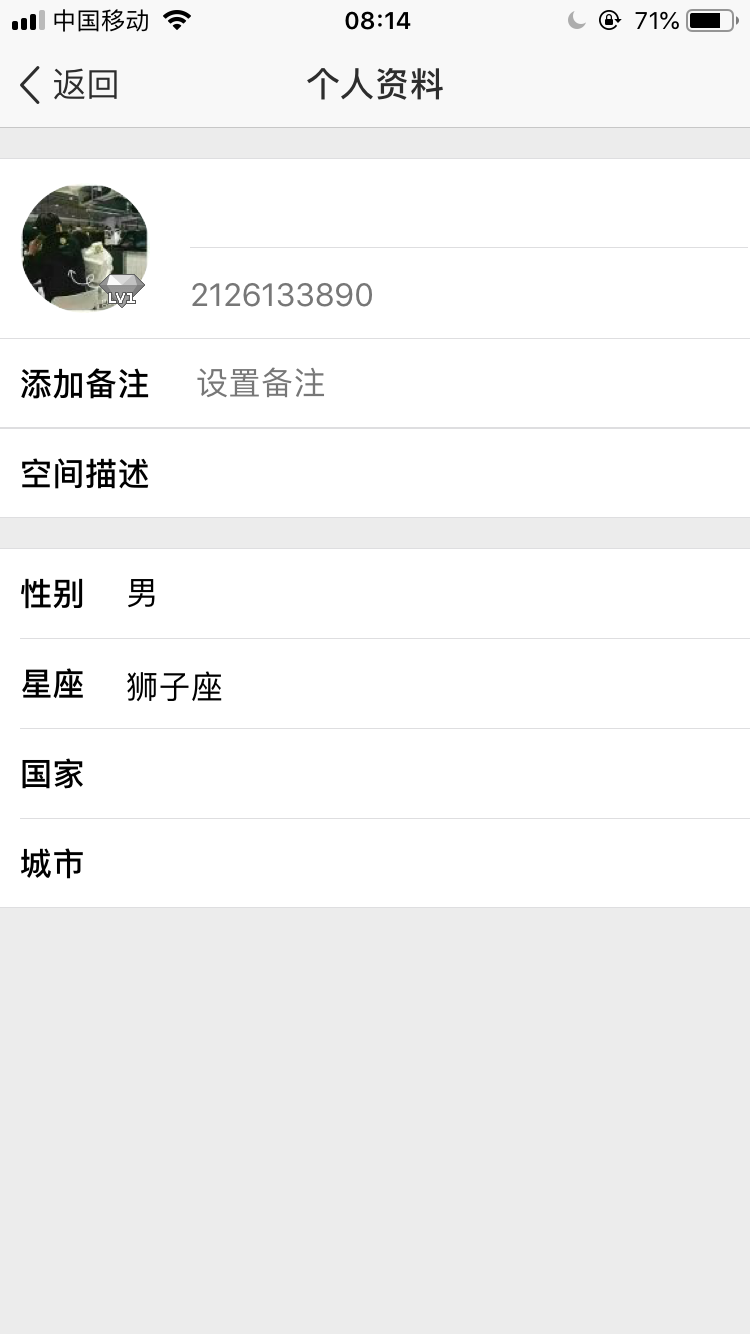 中国移动 08:14 71%
返回 个人资料
LV1
2126133890
添加备注 设置备注
空间描述
性别 男
星座 狮子座
国家
城市